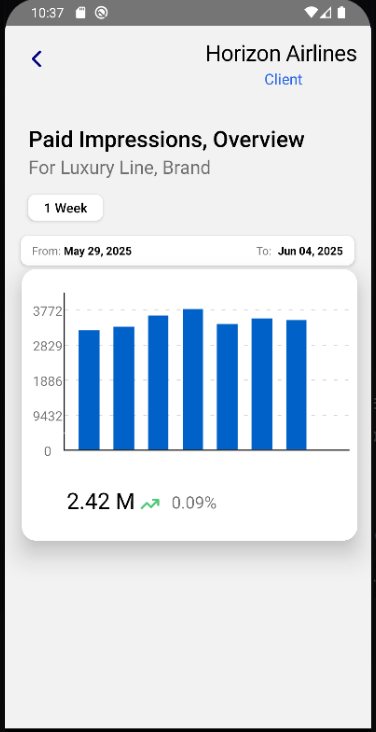 10:37
Horizon Airlines
Client
Paid Impressions, Overview
For Luxury Line, Brand
1 Week
From: May 29, 2025 To: Jun 04, 2025
3772
2829
1886
9432
0
2.42 M 0.09%